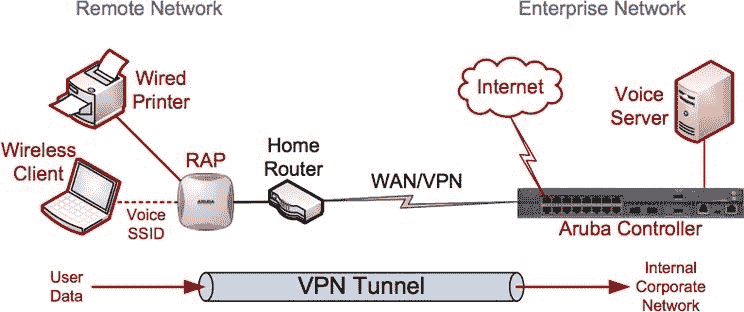 Remote Network
Enterprise Network
Wired
Printer
Internet
Voice
Server
Wireless
Client
RAP
Home
Router
WAN/VPN
Voice
SSID
ARUBA
Aruba Controller
User
Data
VPN Tunnel
Internal
Corporate
Network